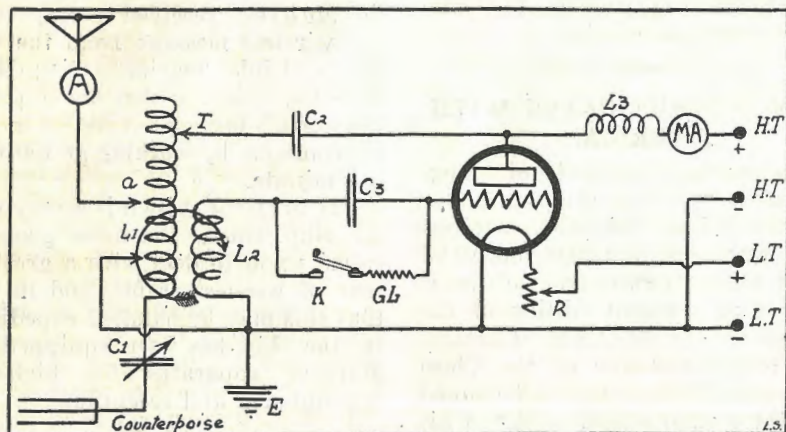 A
T
C2
L3
MA
H.T
+
a
C3
H.T
-
L1
L2
K
GL
R
L.T
+
C1
L.T
-
E
Counterpoise
L.S.